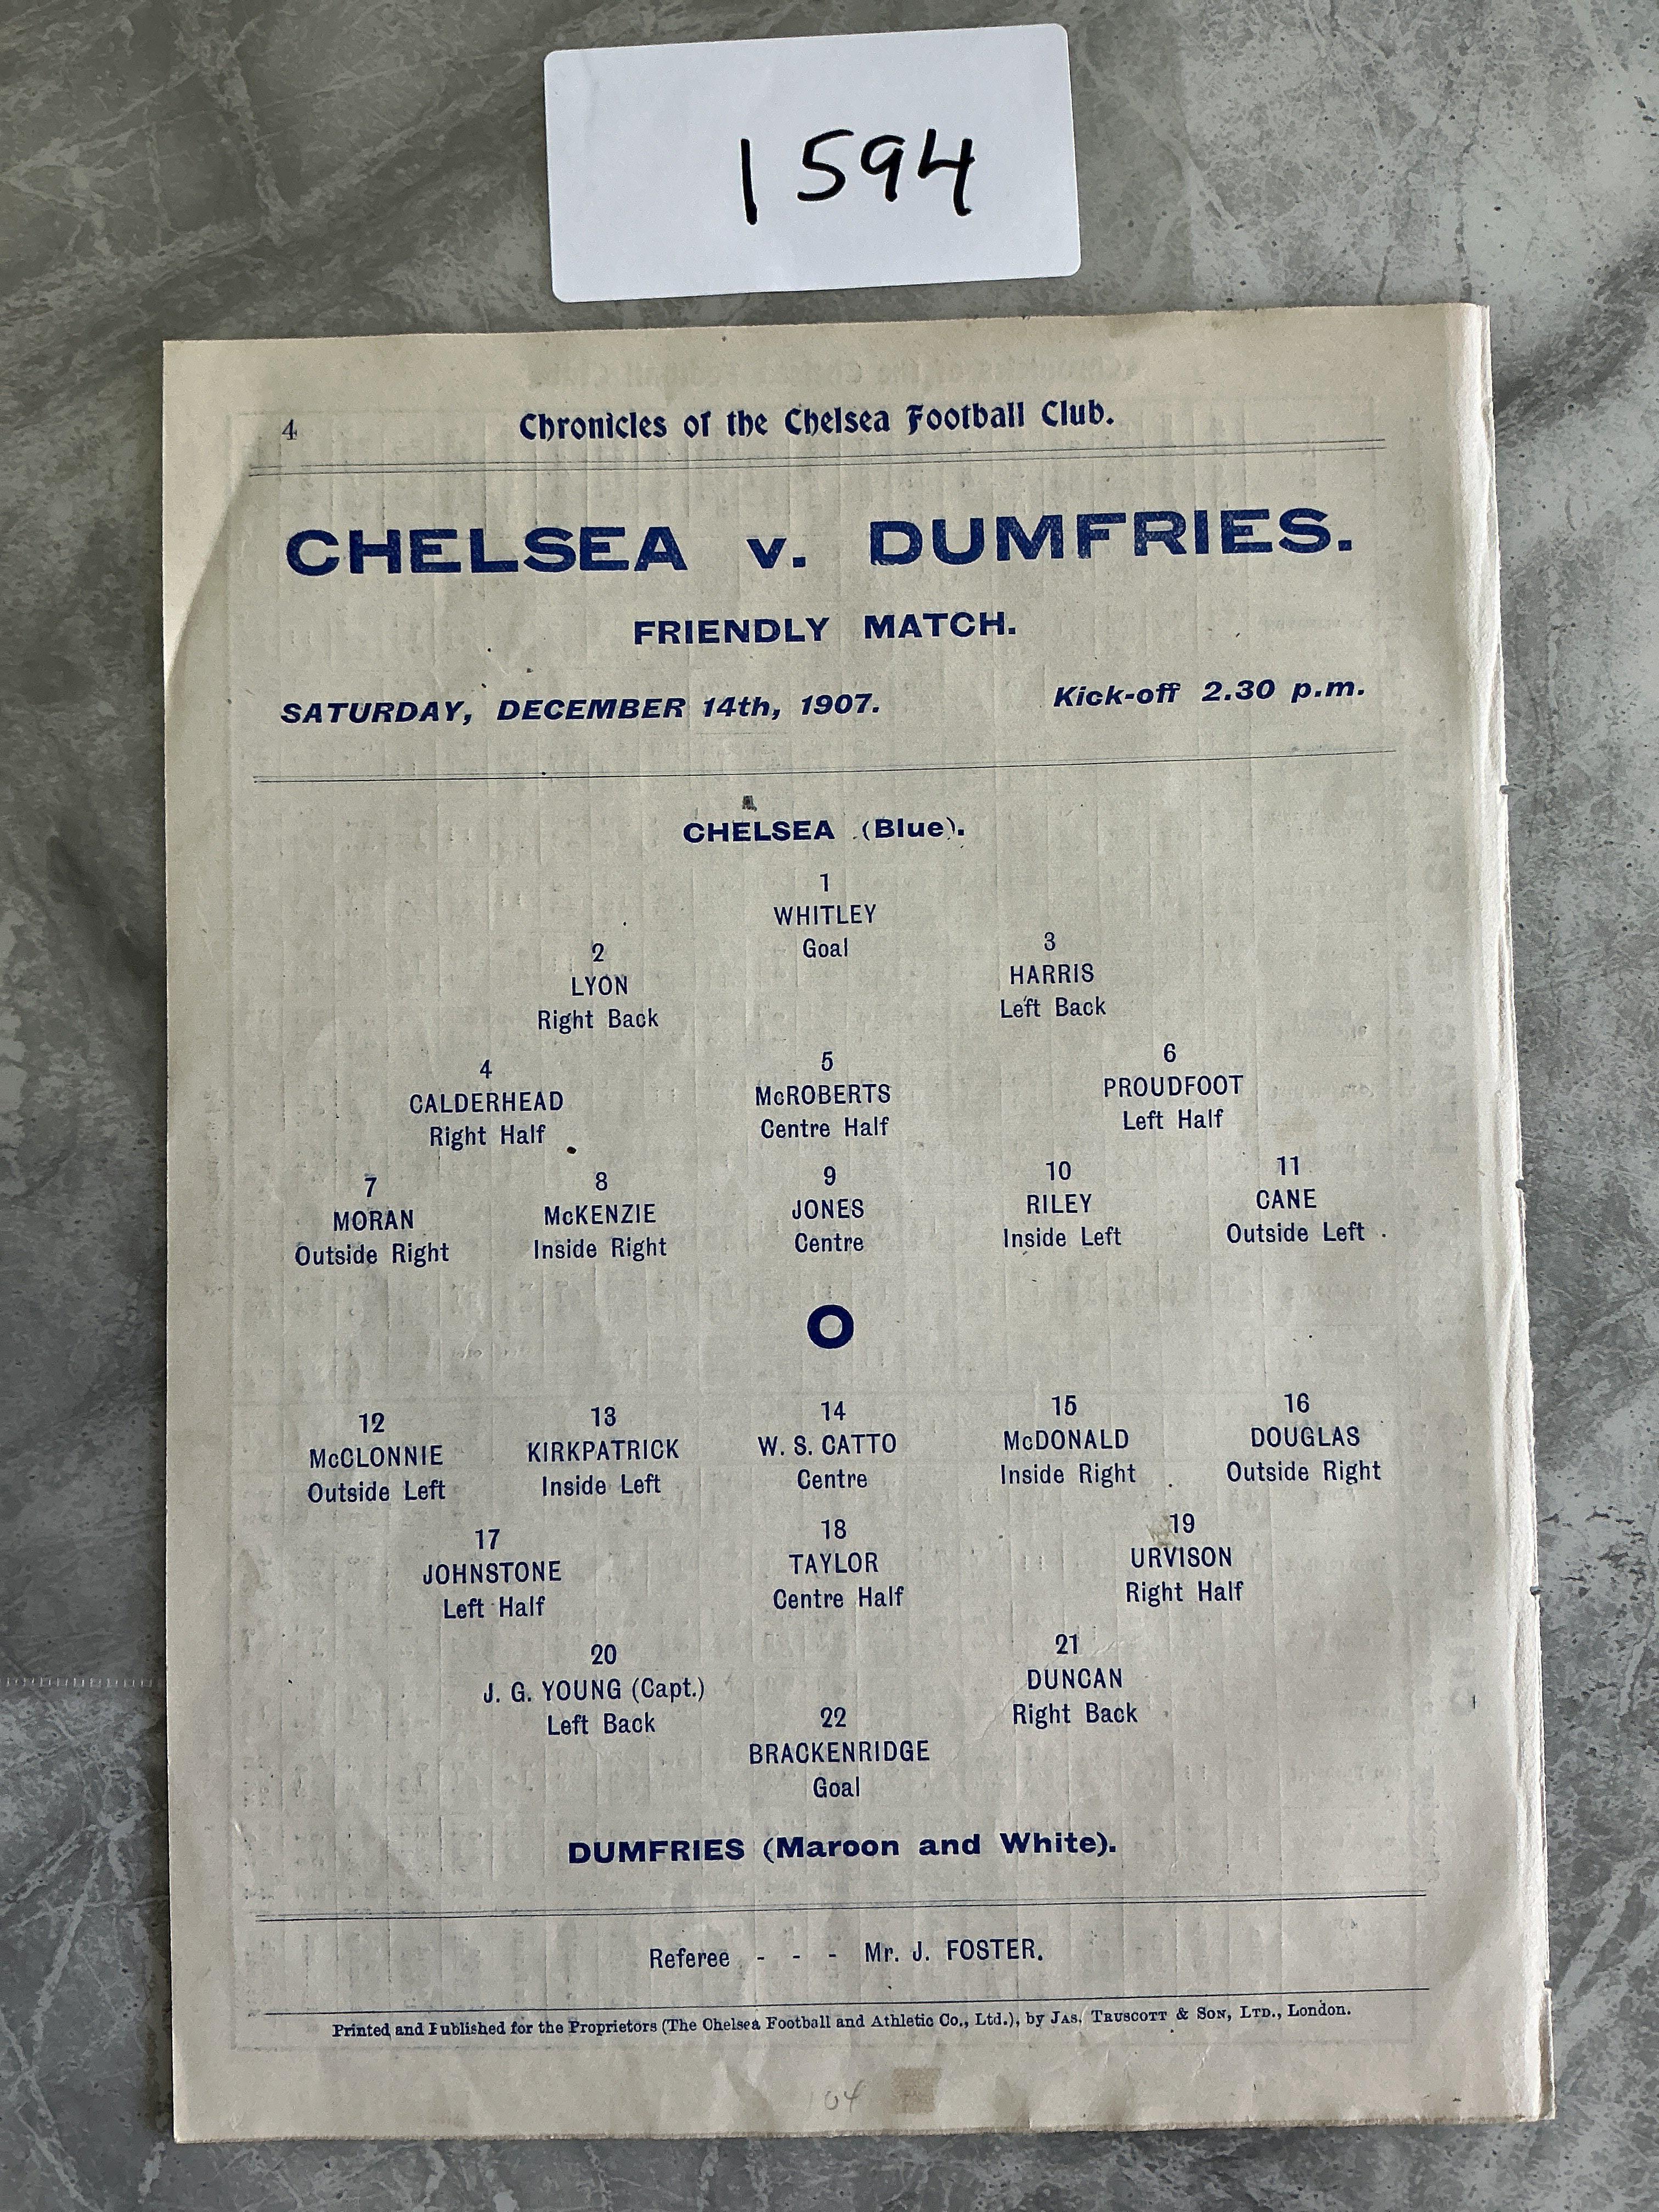 1594
4 Chronicles of the Chelsea Football Club.
CHELSEA v. DUMFRIES.
FRIENDLY MATCH.
SATURDAY, DECEMBER 14th, 1907. Kick-off 2.30 p.m.
CHELSEA (Blue).
1
WHITLEY
Goal
2 3
LYON HARRIS
Right Back Left Back
4 5 6
CALDERHEAD McROBERTS PROUDFOOT
Right Half Centre Half Left Half
7 8 9 10 11
MORAN McKENZIE JONES RILEY CANE
Outside Right Inside Right Centre Inside Left Outside Left
O
12 13 14 15 16
McCLONNIE KIRKPATRICK W. S. CATTO McDONALD DOUGLAS
Outside Left Inside Left Centre Inside Right Outside Right
17 18 19
JOHNSTONE TAYLOR URVISON
Left Half Centre Half Right Half
20 21
J. G. YOUNG (Capt.) DUNCAN
Left Back Right Back
22
BRACKENRIDGE
Goal
DUMFRIES (Maroon and White).
Referee - - - Mr. J. FOSTER.
Printed and Published for the Proprietors (The Chelsea Football and Athletic Co., Ltd.), by JAS. TRUSCOTT & SON, LTD., London.